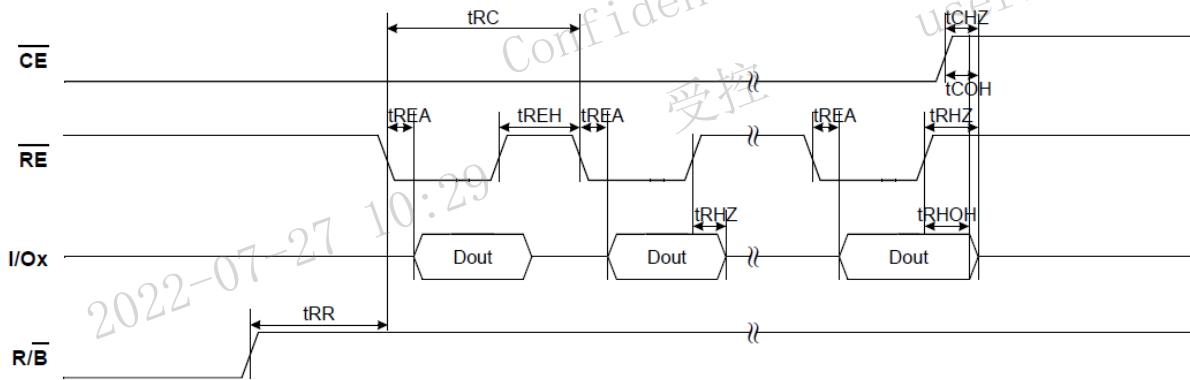 tRC
Confiden
user
tCHZ
CE
tCOH
受控
tREA
tREH
tREA
tREA
tRHZ
RE
2022-07-27 10:29
tRHZ
tRHOH
I/Ox
Dout
Dout
Dout
tRR
R/B